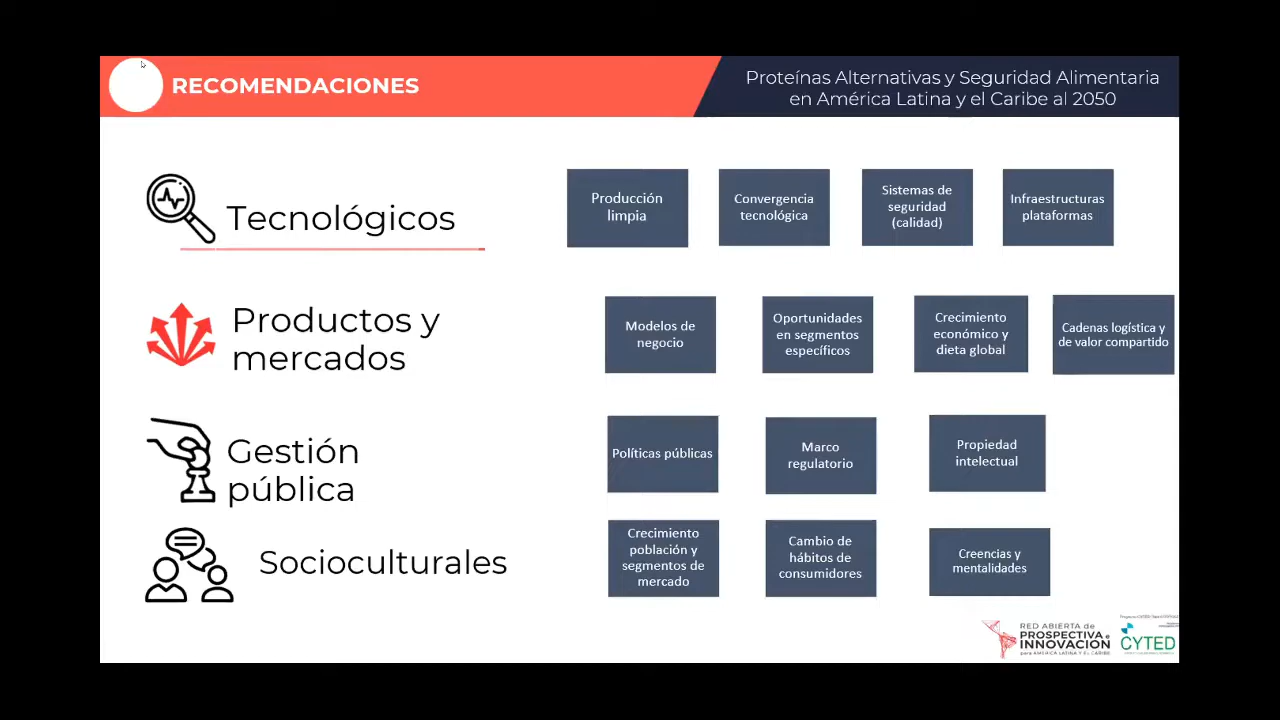 RECOMENDACIONES
Proteínas Alternativas y Seguridad Alimentaria
en América Latina y el Caribe al 2050
Tecnológicos
Producción
limpia
Convergencia
tecnológica
Sistemas de
seguridad
(calidad)
Infraestructuras
plataformas
Productos y
mercados
Modelos de
negocio
Oportunidades
en segmentos
específicos
Crecimiento
económico y
dieta global
Cadenas logística y
de valor compartido
Gestión
pública
Políticas públicas
Marco
regulatorio
Propiedad
intelectual
Socioculturales
Crecimiento
población y
segmentos de
mercado
Cambio de
hábitos de
consumidores
Creencias y
mentalidades
RED ABIERTA de
PROSPECTIVA e
INNOVACIÓN
para AMÉRICA LATINA Y EL CARIBE
CYTED